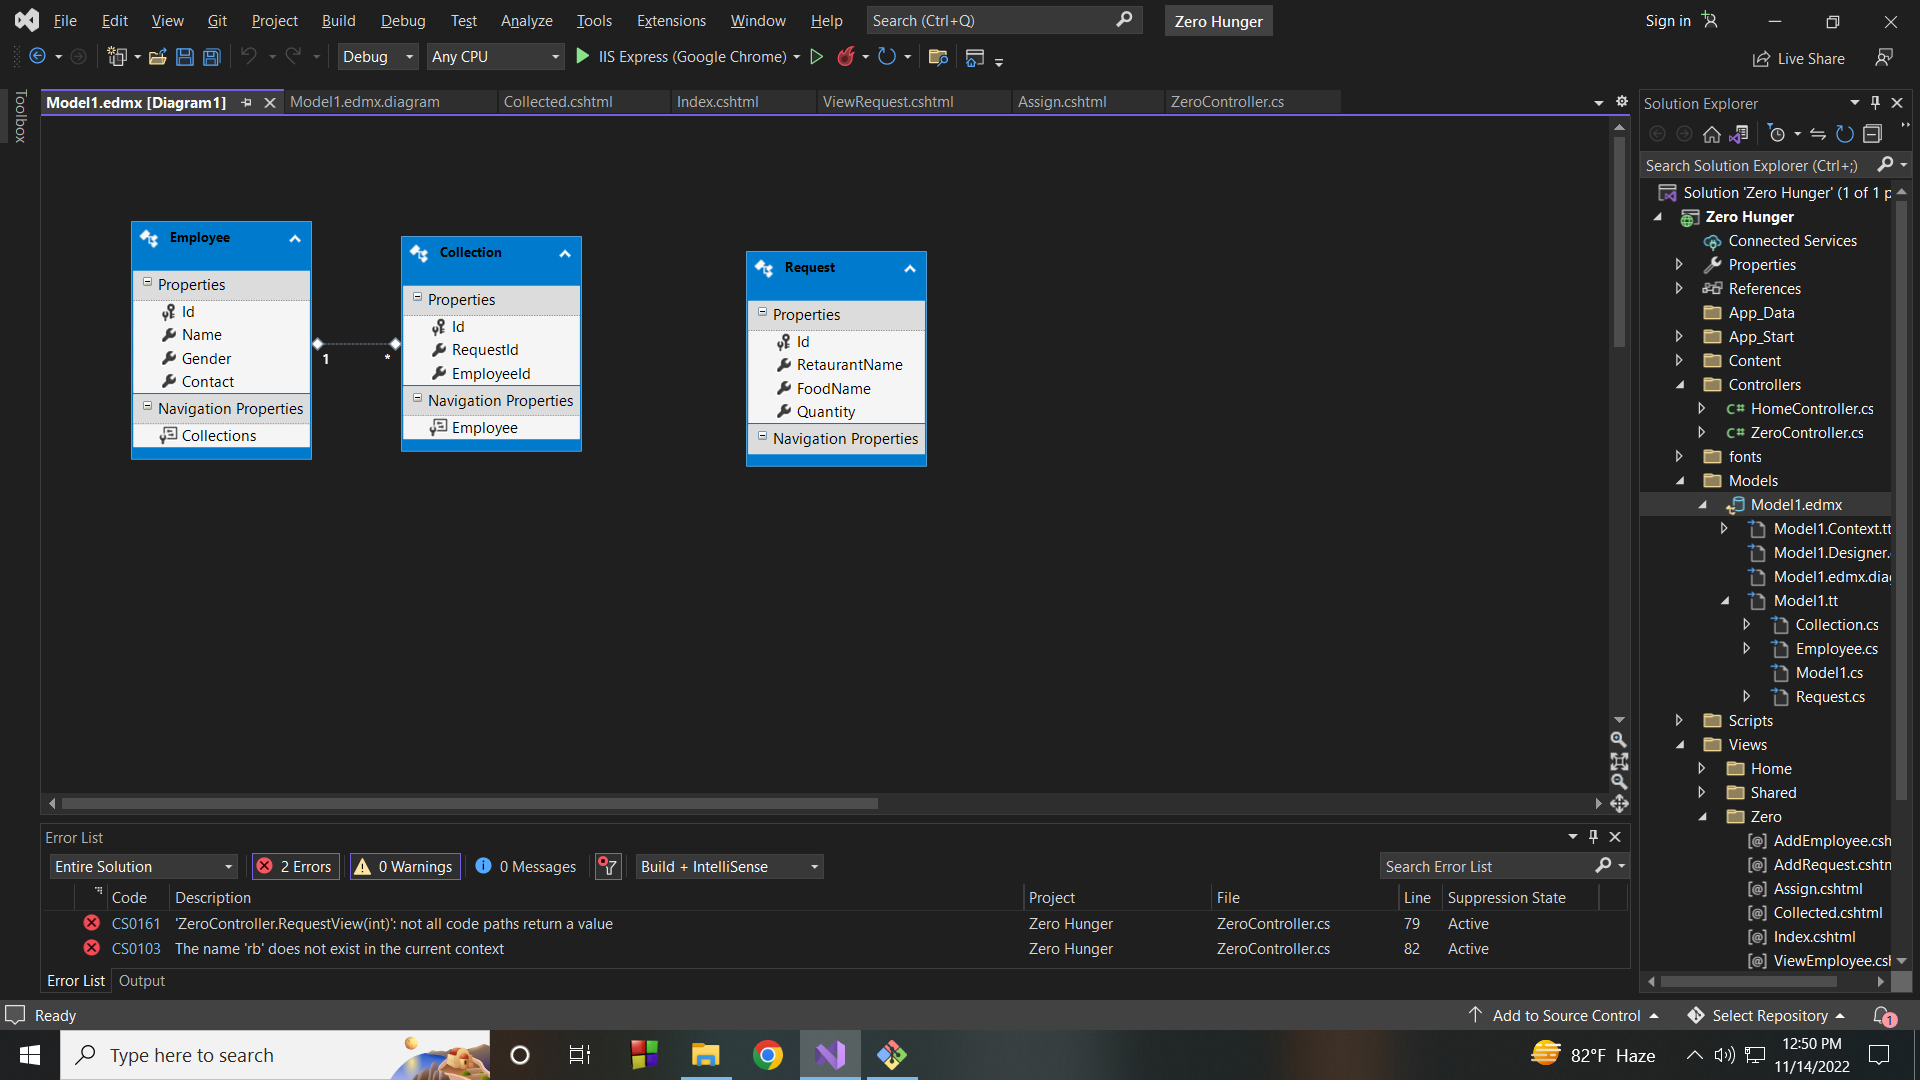 File Edit View Git Project Build Debug Test Analyze Tools Extensions Window Help Search (Ctrl+Q) Zero Hunger Sign in
Debug Any CPU IIS Express (Google Chrome) Live Share
Toolbox
Model1.edmx [Diagram1] Model1.edmx.diagram Collected.cshtml Index.cshtml ViewRequest.cshtml Assign.cshtml ZeroController.cs
Employee
Properties
Id
Name
Gender
Contact
Navigation Properties
Collections
1
*
Collection
Properties
Id
RequestId
EmployeeId
Navigation Properties
Employee
Request
Properties
Id
RetaurantName
FoodName
Quantity
Navigation Properties
Solution Explorer
Search Solution Explorer (Ctrl+;)
Solution 'Zero Hunger' (1 of 1 p
Zero Hunger
Connected Services
Properties
References
App_Data
App_Start
Content
Controllers
C# HomeController.cs
C# ZeroController.cs
fonts
Models
Model1.edmx
Model1.Context.tt
Model1.Designer.
Model1.edmx.dia
Model1.tt
Collection.cs
Employee.cs
Model1.cs
Request.cs
Scripts
Views
Home
Shared
Zero
[@] AddEmployee.csh
[@] AddRequest.cshtm
[@] Assign.cshtml
[@] Collected.cshtml
[@] Index.cshtml
[@] ViewEmployee.csh
Error List
Entire Solution 2 Errors 0 Warnings 0 Messages Build + IntelliSense Search Error List
Code Description Project File Line Suppression State
CS0161 'ZeroController.RequestView(int)': not all code paths return a value Zero Hunger ZeroController.cs 79 Active
CS0103 The name 'rb' does not exist in the current context Zero Hunger ZeroController.cs 82 Active
Error List Output
Ready Add to Source Control Select Repository 1
Type here to search 82°F Haze 12:50 PM
11/14/2022